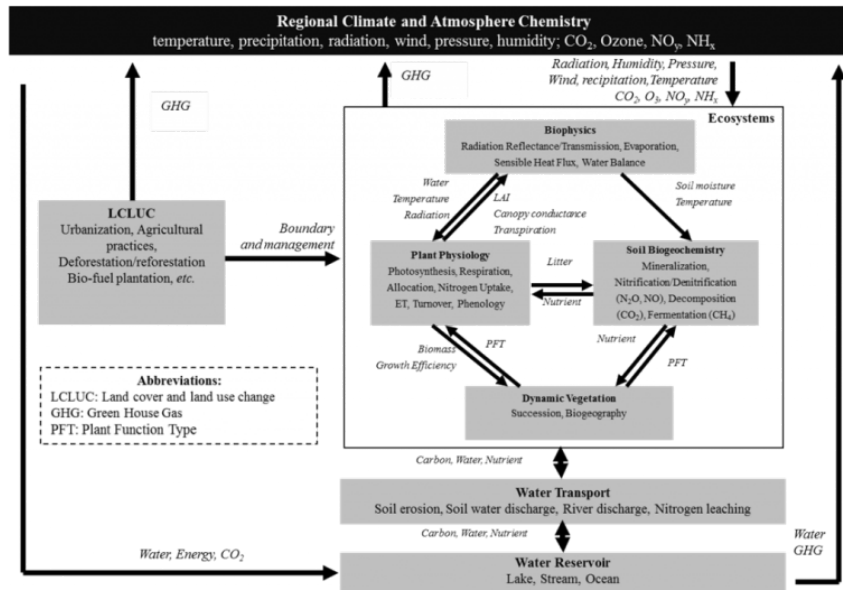 Regional Climate and Atmosphere Chemistry
temperature, precipitation, radiation, wind, pressure, humidity; CO₂, Ozone, NOy, NHx
GHG
GHG
Radiation, Humidity, Pressure,
Wind, recipitation, Temperature
CO₂, O₃, NOy, NHx
Ecosystems
Biophysics
Radiation Reflectance/Transmission, Evaporation,
Sensible Heat Flux, Water Balance
Water
Temperature
Radiation
LAI
Canopy conductance
Transpiration
Soil moisture
Temperature
LCLUC
Urbanization, Agricultural
practices,
Deforestation/reforestation
Bio-fuel plantation, etc.
Boundary
and management
Plant Physiology
Photosynthesis, Respiration,
Allocation, Nitrogen Uptake,
ET, Turnover, Phenology
Litter
Nutrient
Soil Biogeochemistry
Mineralization,
Nitrification/Denitrification
(N₂O, NO), Decomposition
(CO₂), Fermentation (CH₄)
Biomass
Growth Efficiency
PFT
Nutrient
PFT
Dynamic Vegetation
Succession, Biogeography
Abbreviations:
LCLUC: Land cover and land use change
GHG: Green House Gas
PFT: Plant Function Type
Carbon, Water, Nutrient
Water Transport
Soil erosion, Soil water discharge, River discharge, Nitrogen leaching
Carbon, Water, Nutrient
Water, Energy, CO₂
Water Reservoir
Lake, Stream, Ocean
Water
GHG